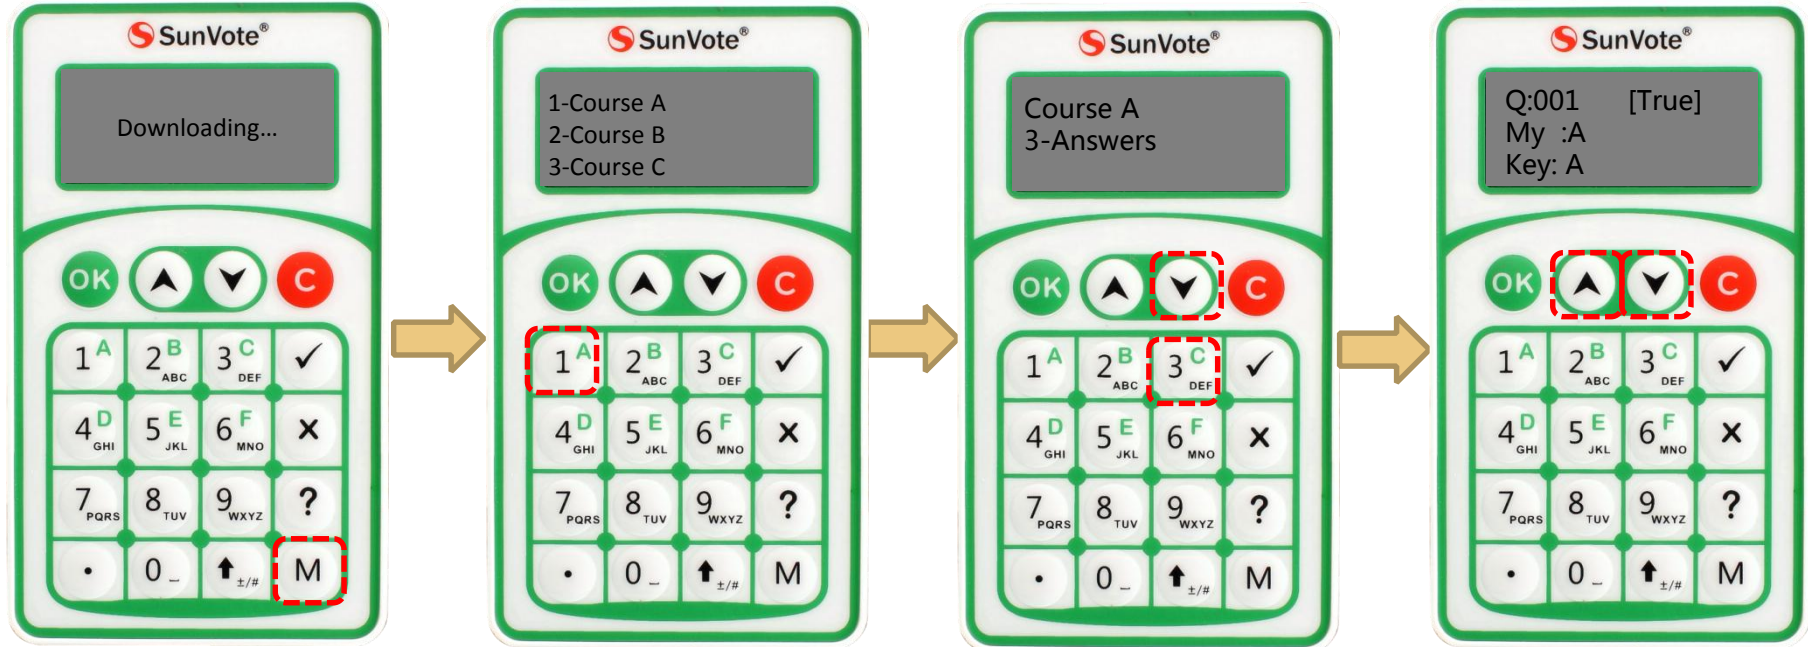 SunVote®
Downloading...
OK C
1 A 2 B ABC 3 C DEF ✓
4 D GHI 5 E JKL 6 F MNO X
7 PQRS 8 TUV 9 WXYZ ?
. 0 _ ⬆ ±/# M
SunVote®
1-Course A
2-Course B
3-Course C
OK C
1 A 2 B ABC 3 C DEF ✓
4 D GHI 5 E JKL 6 F MNO X
7 PQRS 8 TUV 9 WXYZ ?
. 0 _ ⬆ ±/# M
SunVote®
Course A
3-Answers
OK C
1 A 2 B ABC 3 C DEF ✓
4 D GHI 5 E JKL 6 F MNO X
7 PQRS 8 TUV 9 WXYZ ?
. 0 _ ⬆ ±/# M
SunVote®
Q:001 [True]
My :A
Key: A
OK C
1 A 2 B ABC 3 C DEF ✓
4 D GHI 5 E JKL 6 F MNO X
7 PQRS 8 TUV 9 WXYZ ?
. 0 _ ⬆ ±/# M